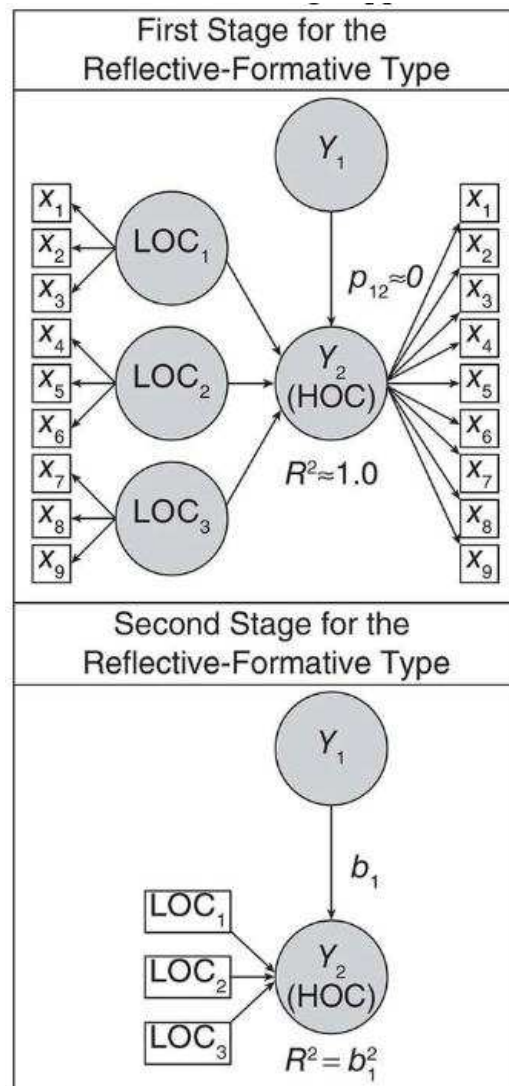 First Stage for the
Reflective-Formative Type
Y₁
x₁
x₂
x₃
x₄
x₅
x₆
x₇
x₈
x₉
LOC₁
LOC₂
LOC₃
p₁₂≈0
Y₂
(HOC)
R²≈1.0
x₁
x₂
x₃
x₄
x₅
x₆
x₇
x₈
x₉
Second Stage for the
Reflective-Formative Type
Y₁
b₁
LOC₁
LOC₂
LOC₃
Y₂
(HOC)
R² = b₁²